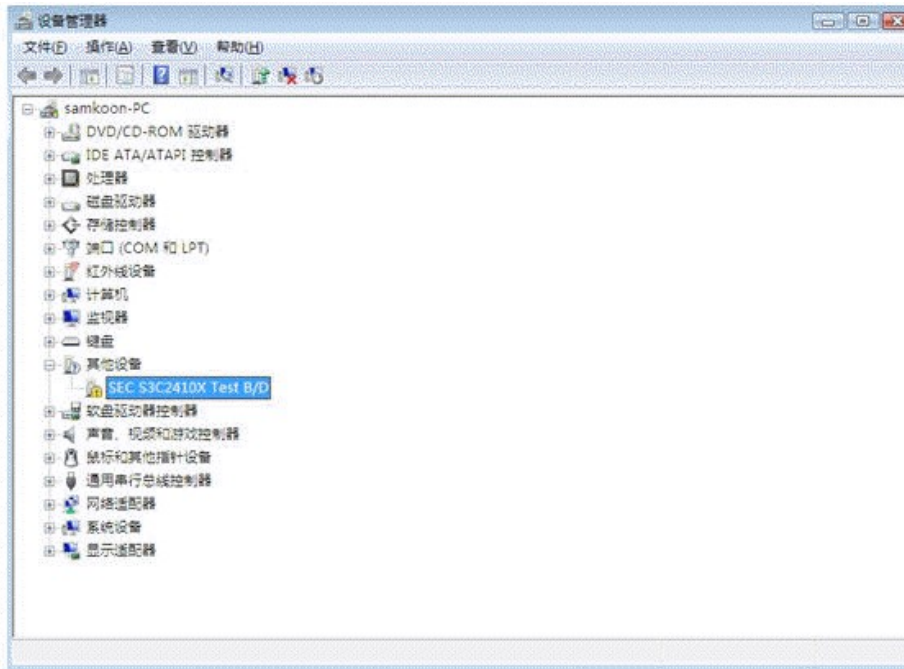 设备管理器
文件(F) 操作(A) 查看(V) 帮助(H)
samkoon-PC
DVD/CD-ROM 驱动器
IDE ATA/ATAPI 控制器
处理器
磁盘驱动器
存储控制器
端口 (COM 和 LPT)
红外线设备
计算机
监视器
键盘
其他设备
SEC S3C2410X Test B/D
软盘驱动器控制器
声音、视频和游戏控制器
鼠标和其他指针设备
通用串行总线控制器
网络适配器
系统设备
显示适配器